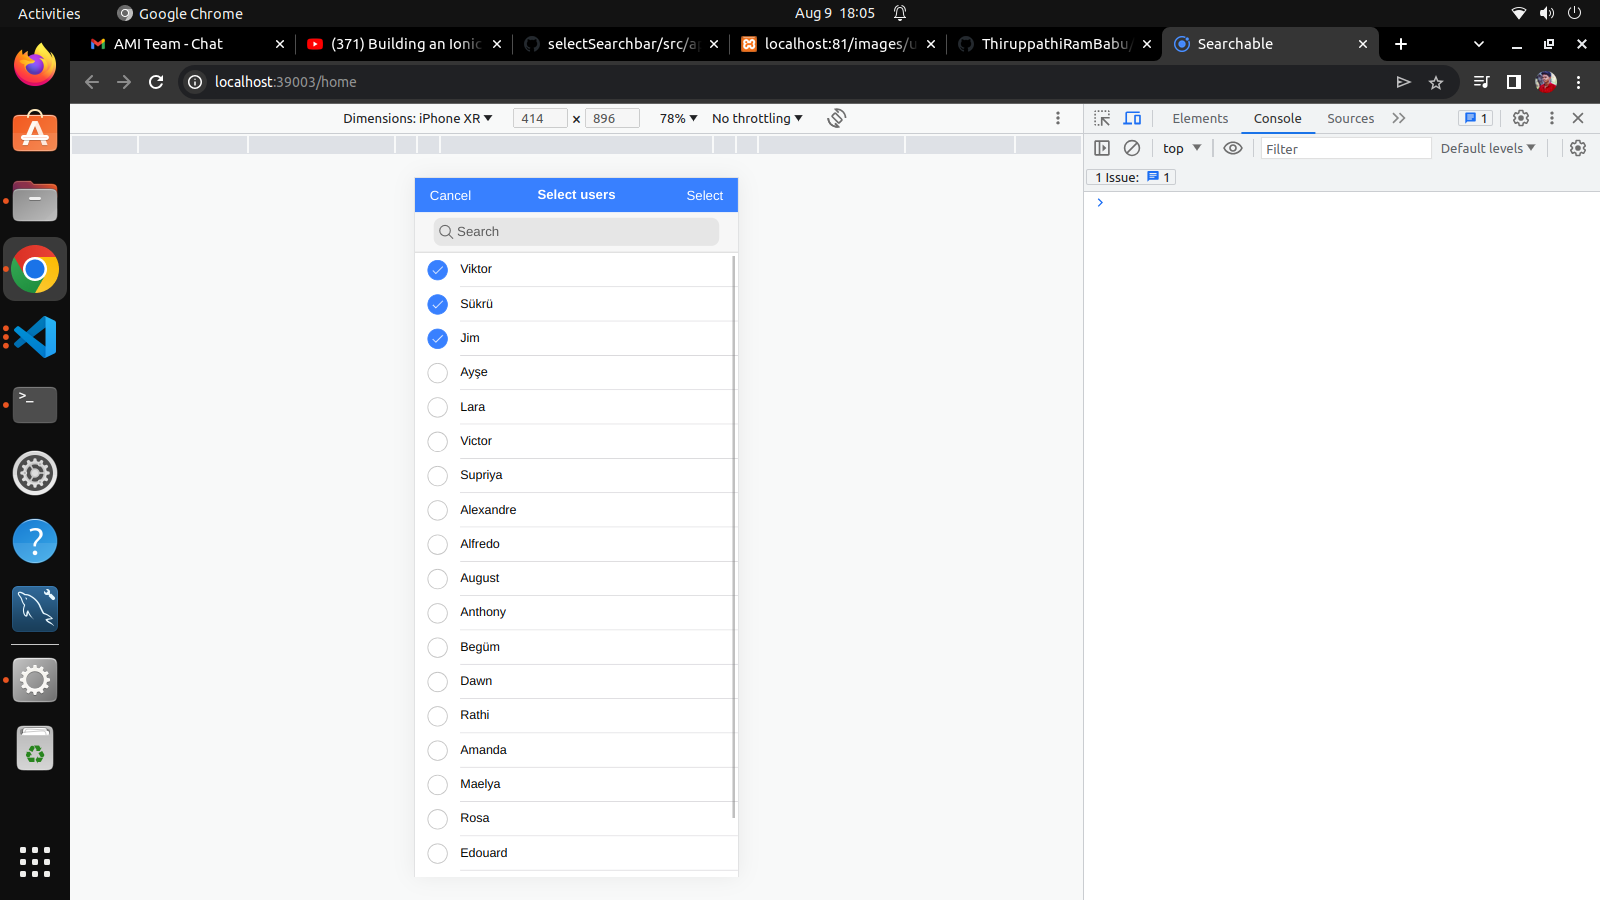 Activities
Google Chrome
Aug 9 18:05
AMI Team - Chat
(371) Building an Ionic
selectSearchbar/src/a
localhost:81/images/u
ThiruppathiRamBabu/
Searchable
localhost:39003/home
Dimensions: iPhone XR
414 × 896
78%
No throttling
Elements
Console
Sources
1
top
Filter
Default levels
1 Issue: 1
Cancel
Select users
Select
Search
Viktor
Sükrü
Jim
Ayşe
Lara
Victor
Supriya
Alexandre
Alfredo
August
Anthony
Begüm
Dawn
Rathi
Amanda
Maelya
Rosa
Edouard